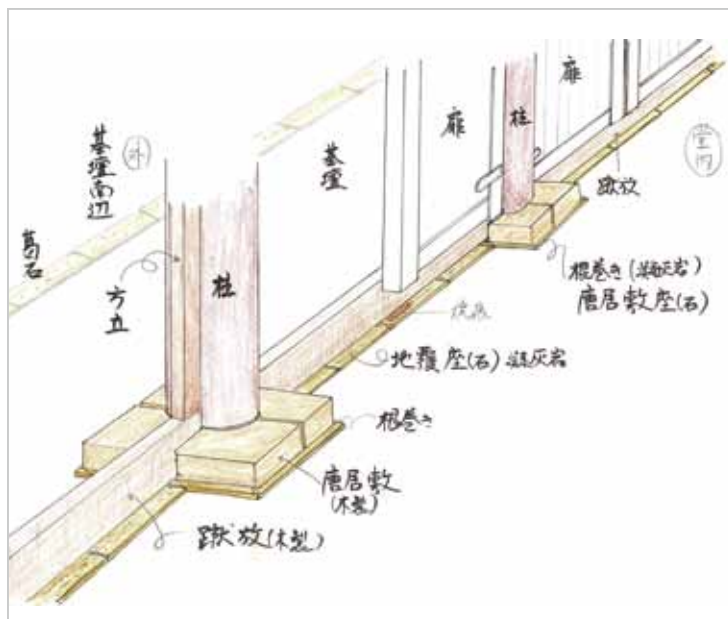 扉
扉
柱
堂内
基壇
外
基壇南辺
葛石
方立
柱
蹴放
根巻き(凝灰岩)
唐居敷座(石)
地覆座(石)凝灰岩
根巻き
唐居敷
(木製)
蹴放(木製)